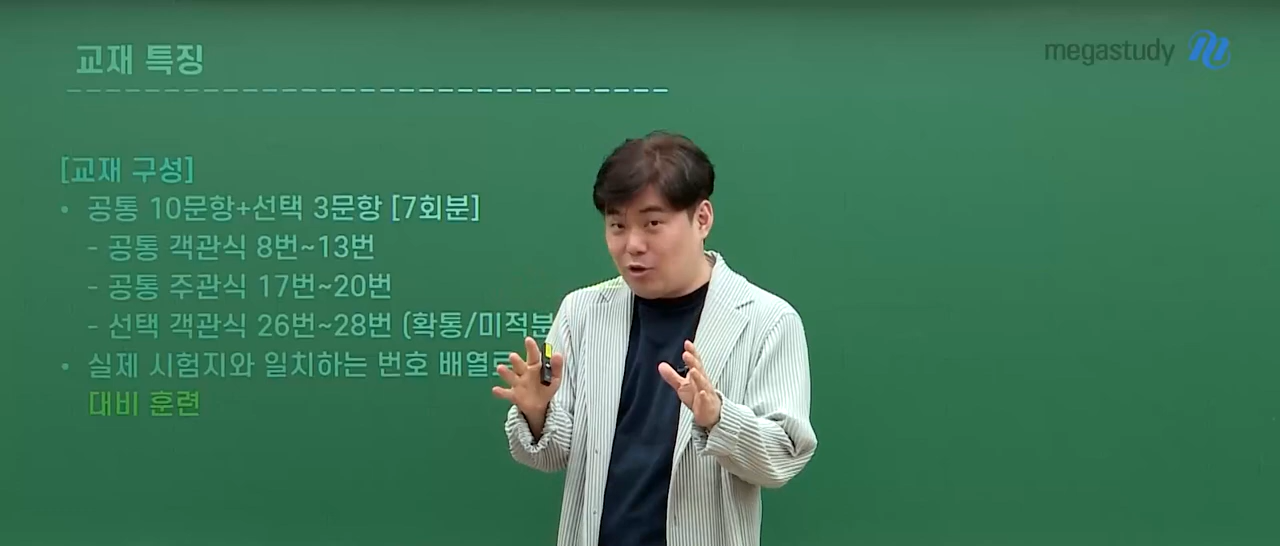 교재 특징
megastudy
[교재 구성]
• 공통 10문항+선택 3문항 [7회분]
- 공통 객관식 8번~13번
- 공통 주관식 17번~20번
- 선택 객관식 26번~28번 (확통/미적분
• 실제 시험지와 일치하는 번호 배열로
대비 훈련